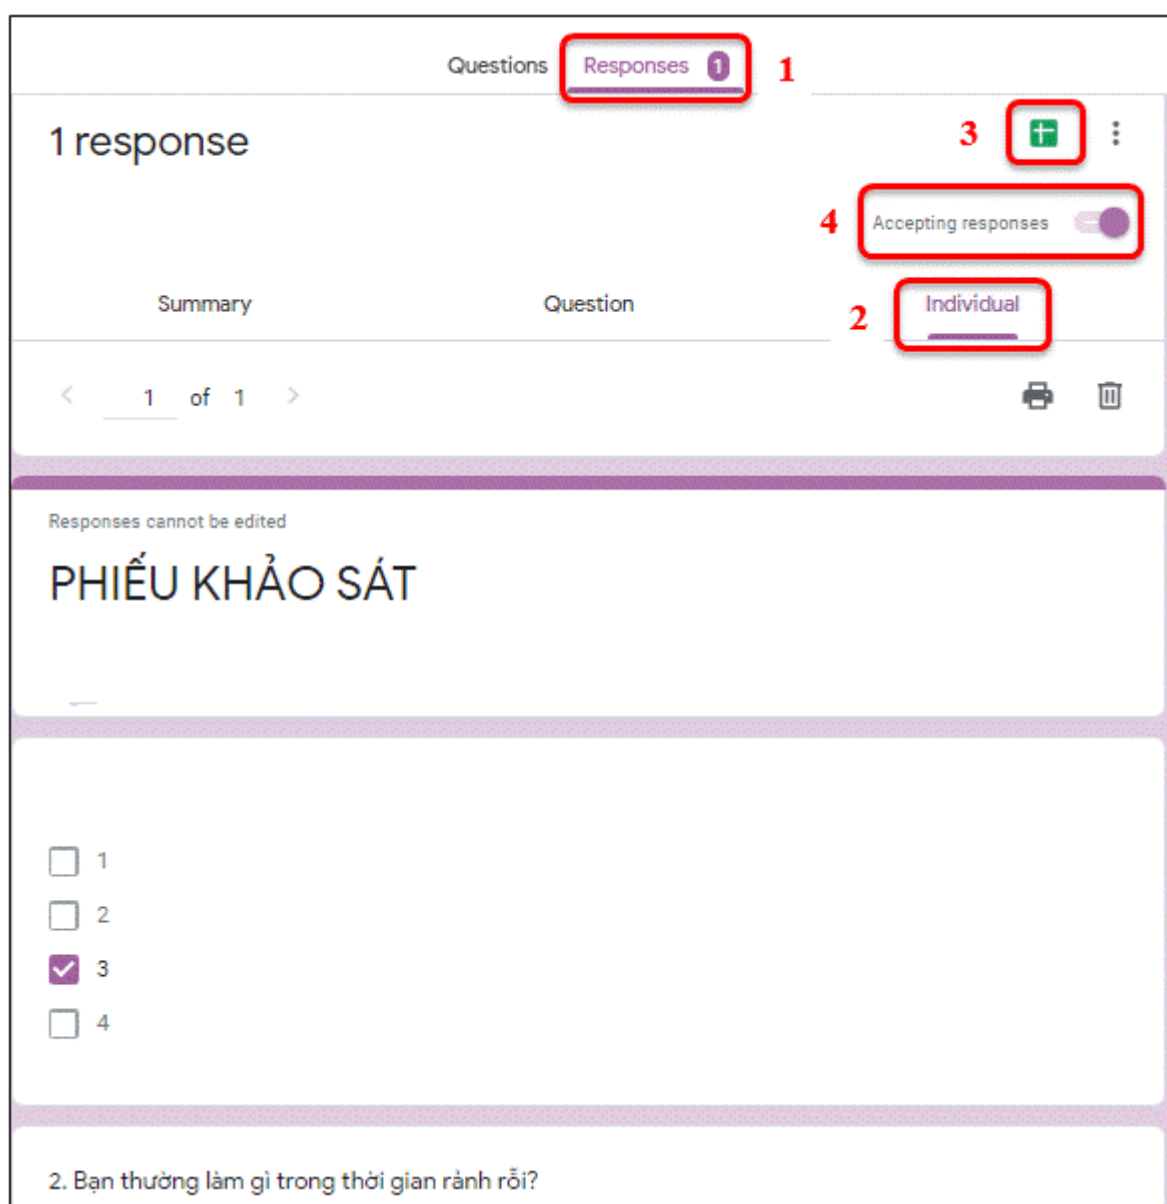 Questions Responses 1 1
1 response 3
4 Accepting responses
Summary Question 2 Individual
1 of 1
Responses cannot be edited
PHIẾU KHẢO SÁT
1
2
3
4
2. Bạn thường làm gì trong thời gian rảnh rỗi?